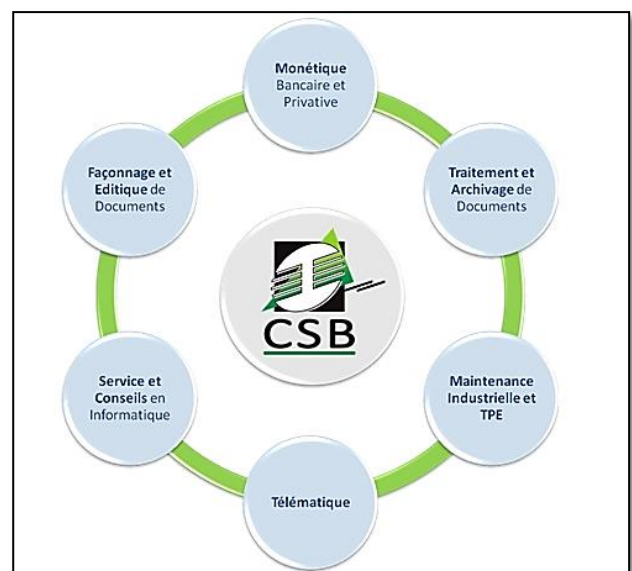 Monétique
Bancaire et
Privative
Traitement et
Archivage de
Documents
Maintenance
Industrielle et
TPE
Télématique
Service et
Conseils en
Informatique
Façonnage et
Editique de
Documents
CSB